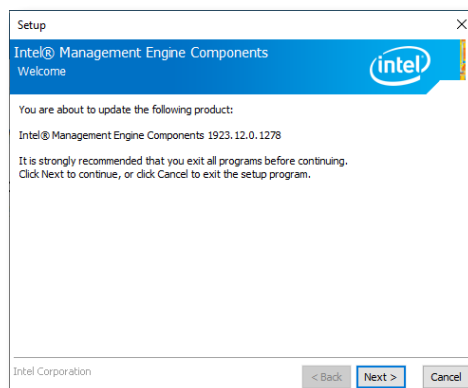 Setup
Intel® Management Engine Components
Welcome
intel
You are about to update the following product:
Intel® Management Engine Components 1923.12.0.1278
It is strongly recommended that you exit all programs before continuing.
Click Next to continue, or click Cancel to exit the setup program.
Intel Corporation
< Back Next > Cancel